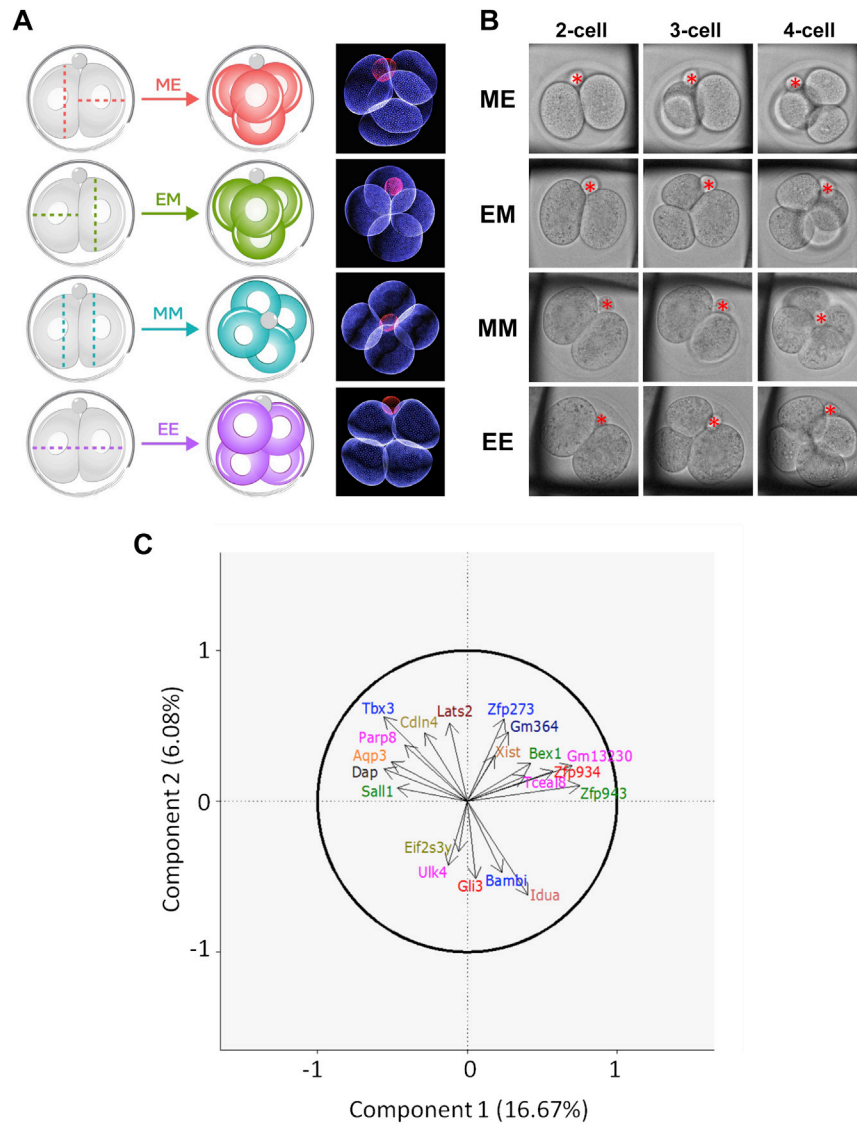 A
ME
EM
MM
EE
B
2-cell 3-cell 4-cell
ME
*
*
*
EM
*
*
*
MM
*
*
*
EE
*
*
*
C
Component 2 (6.08%)
1
0
-1
Tbx3
Cdln4
Lats2
Zfp273
Gm364
Parp8
Aqp3
Dap
Sall1
Xist
Bex1
Gm13230
Zfp934
Tceal8
Zfp943
Eif2s3y
Ulk4
Gli3
Bambi
Idua
-1 0 1
Component 1 (16.67%)